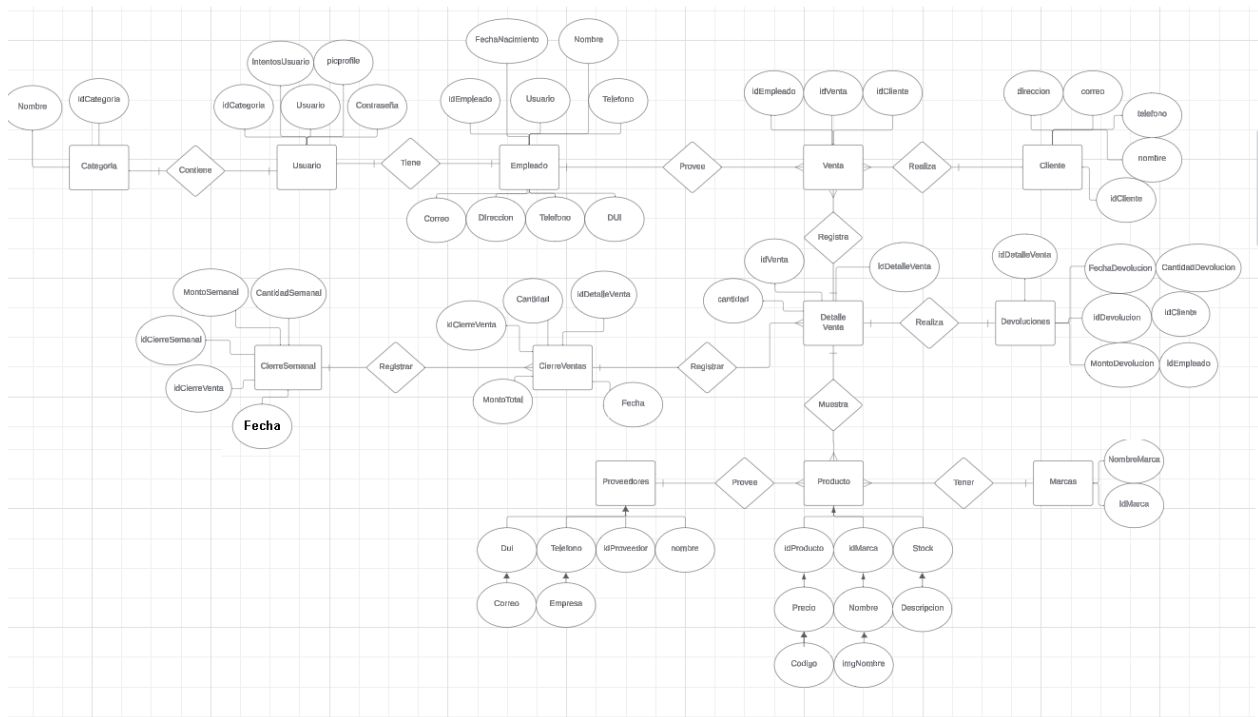 FechaNacimiento
Nombre
IntentosUsuario
picprofile
Nombre
idCategoria
idCategoria
Usuario
Contraseña
idEmpleado
Usuario
Telefono
idEmpleado
idVenta
idCliente
direccion
correo
telefono
Categoria
Contiene
Usuario
Tiene
Empleado
Provee
Venta
Realiza
Cliente
nombre
idCliente
Correo
Direccion
Telefono
DUI
Registra
idVenta
idDetalleVenta
idDetalleVenta
FechaDevolucion
CantidadDevolucion
MontoSemanal
CantidadSemanal
Cantidad
idDetalleVenta
cantidad
idCierreSemanal
idCierreVenta
Detalle
Venta
Realiza
Devoluciones
idDevolucion
idCliente
CierreSemanal
Registrar
CierreVentas
Registrar
MontoDevolucion
idEmpleado
idCierreVenta
MontoTotal
Fecha
Muestra
Fecha
Proveedores
Provee
Producto
Tener
Marcas
NombreMarca
idMarca
Dui
Telefono
idProveedor
nombre
idProducto
idMarca
Stock
Correo
Empresa
Precio
Nombre
Descripcion
Codigo
imgNombre